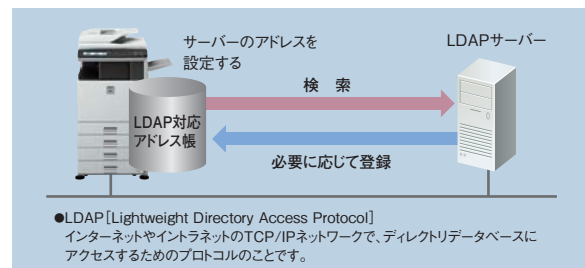 サーバーのアドレスを
設定する
LDAPサーバー
検 索
LDAP対応
アドレス帳
必要に応じて登録
●LDAP[Lightweight Directory Access Protocol]
インターネットやイントラネットのTCP/IPネットワークで、ディレクトリデータベースに
アクセスするためのプロトコルのことです。